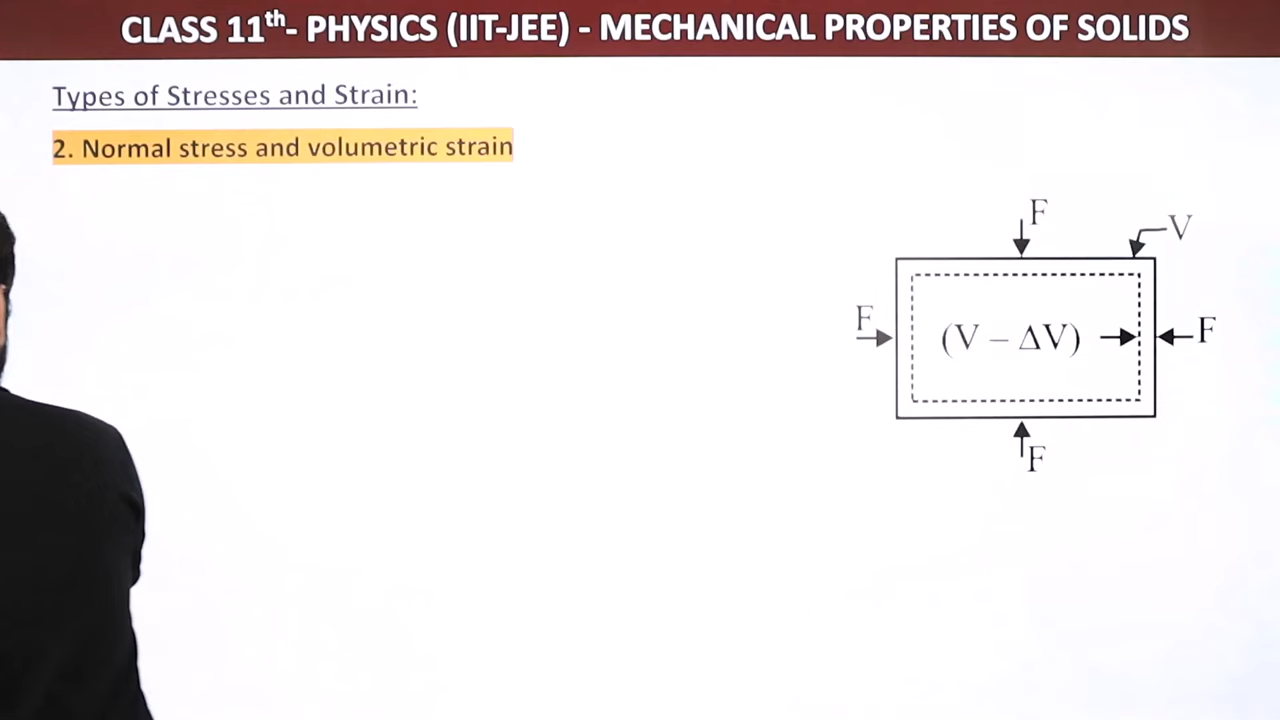 CLASS 11th- PHYSICS (IIT-JEE) - MECHANICAL PROPERTIES OF SOLIDS
Types of Stresses and Strain:
2. Normal stress and volumetric strain
F
V
F
(V – ΔV)
F
F